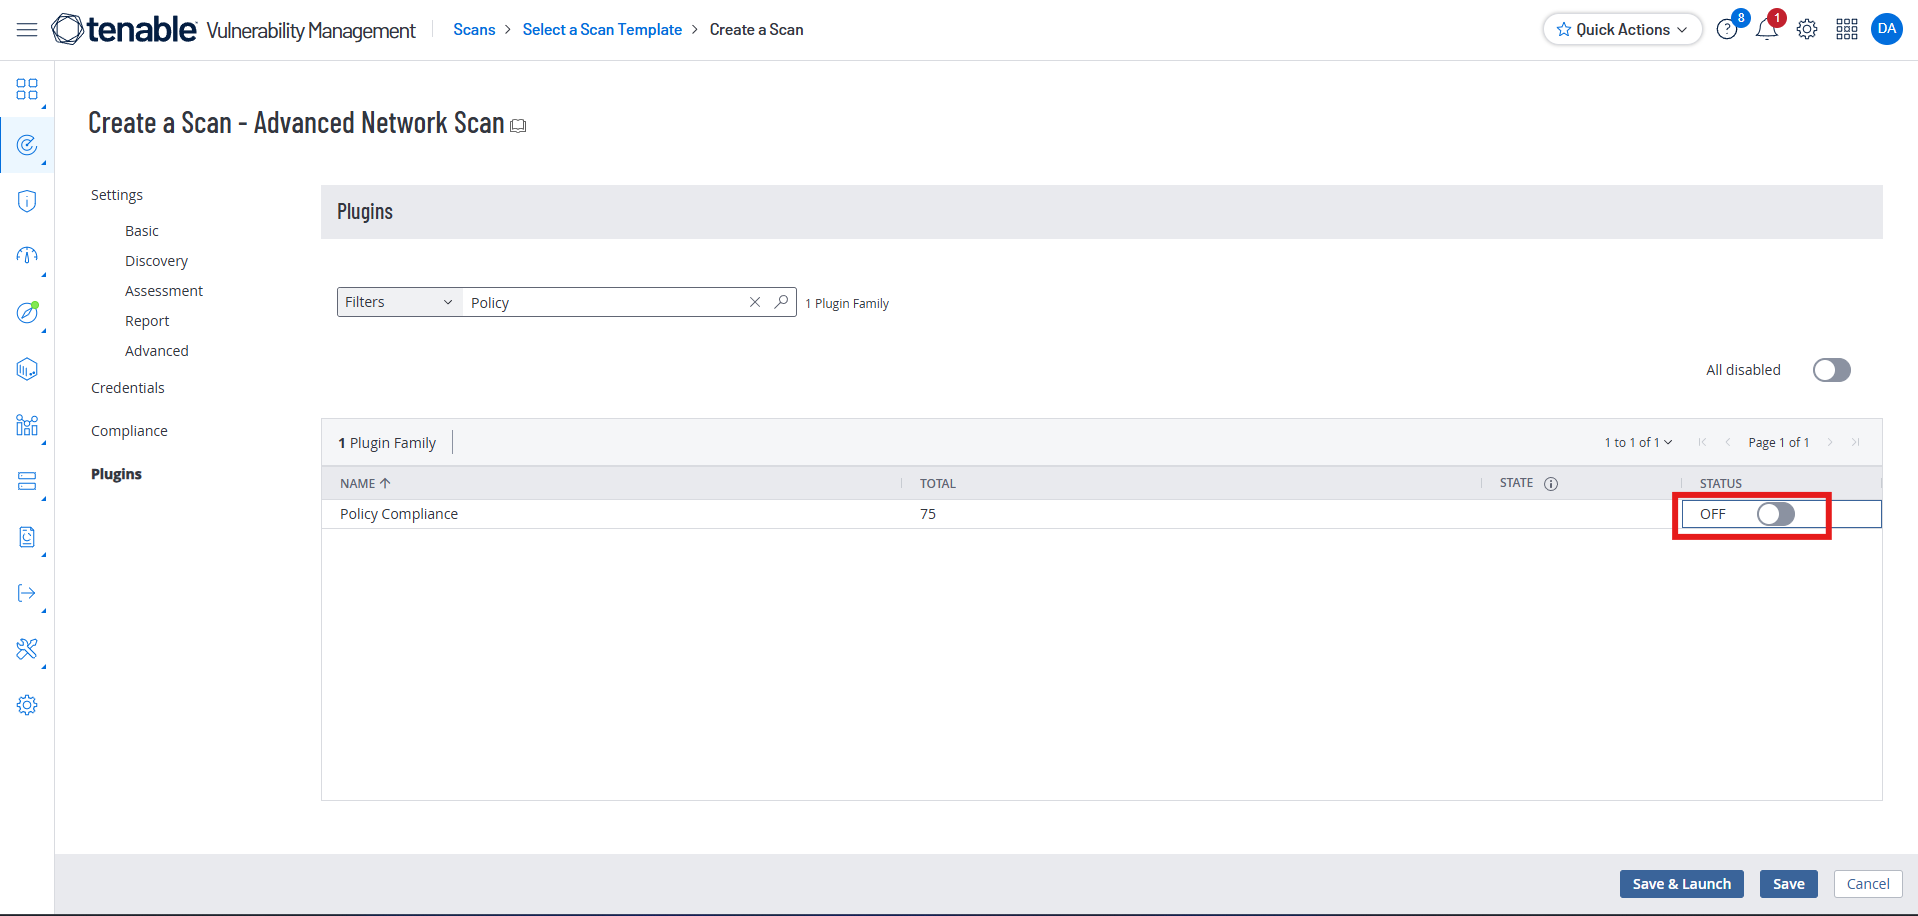 tenable Vulnerability Management Scans > Select a Scan Template > Create a Scan Quick Actions 8 1 DA
Create a Scan - Advanced Network Scan
Settings
Basic
Discovery
Assessment
Report
Advanced
Credentials
Compliance
Plugins
Plugins
Filters Policy 1 Plugin Family
All disabled
1 Plugin Family 1 to 1 of 1 Page 1 of 1
NAME TOTAL STATE STATUS
Policy Compliance 75 OFF
Save & Launch Save Cancel